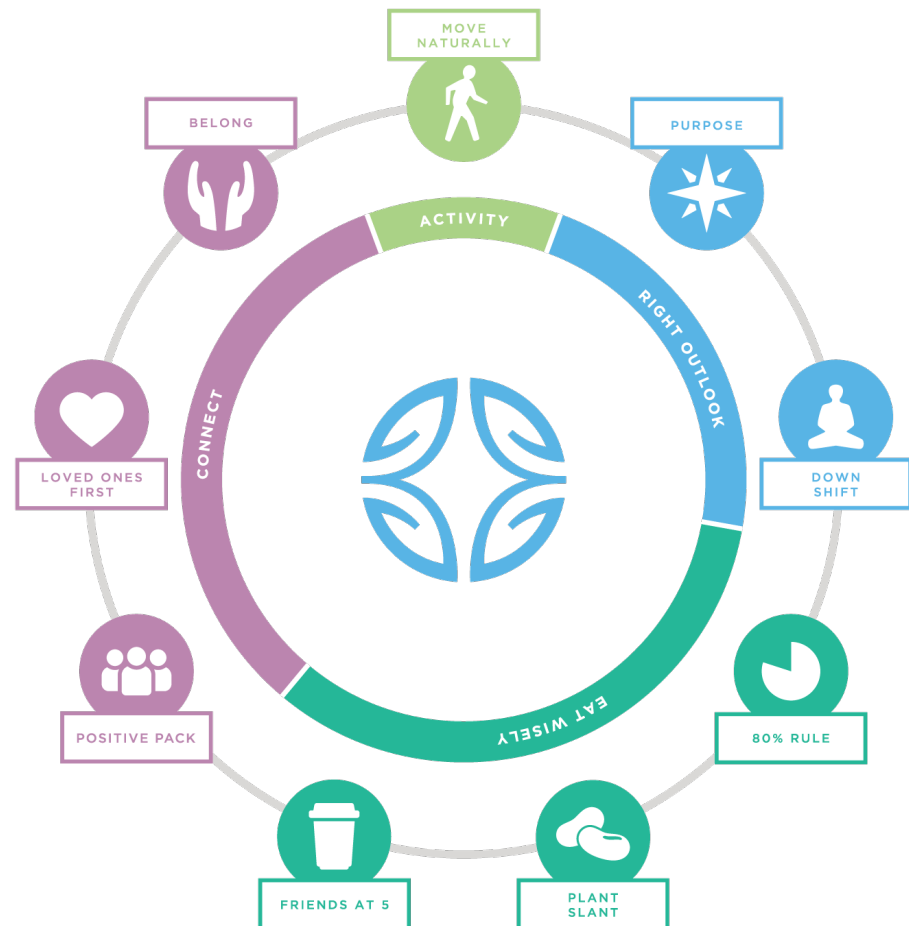 MOVE
NATURALLY
BELONG
PURPOSE
ACTIVITY
RIGHT OUTLOOK
CONNECT
LOVED ONES
FIRST
DOWN
SHIFT
EAT WISELY
POSITIVE PACK
80% RULE
FRIENDS AT 5
PLANT
SLANT